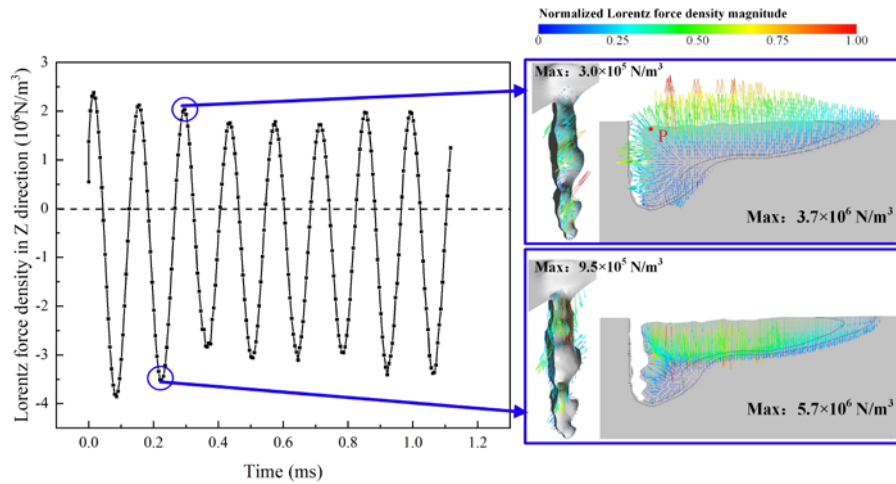 Normalized Lorentz force density magnitude
0 0.25 0.75 1.00
Lorentz force density in Z direction (10⁶N/m³)
3
2
1
0
-1
-2
-3
-4
0.0 0.2 0.4 0.6 0.8 1.0 1.2
Time (ms)
Max：3.0×10⁵ N/m³
P
Max：3.7×10⁶ N/m³
Max：9.5×10⁵ N/m³
Max：5.7×10⁶ N/m³